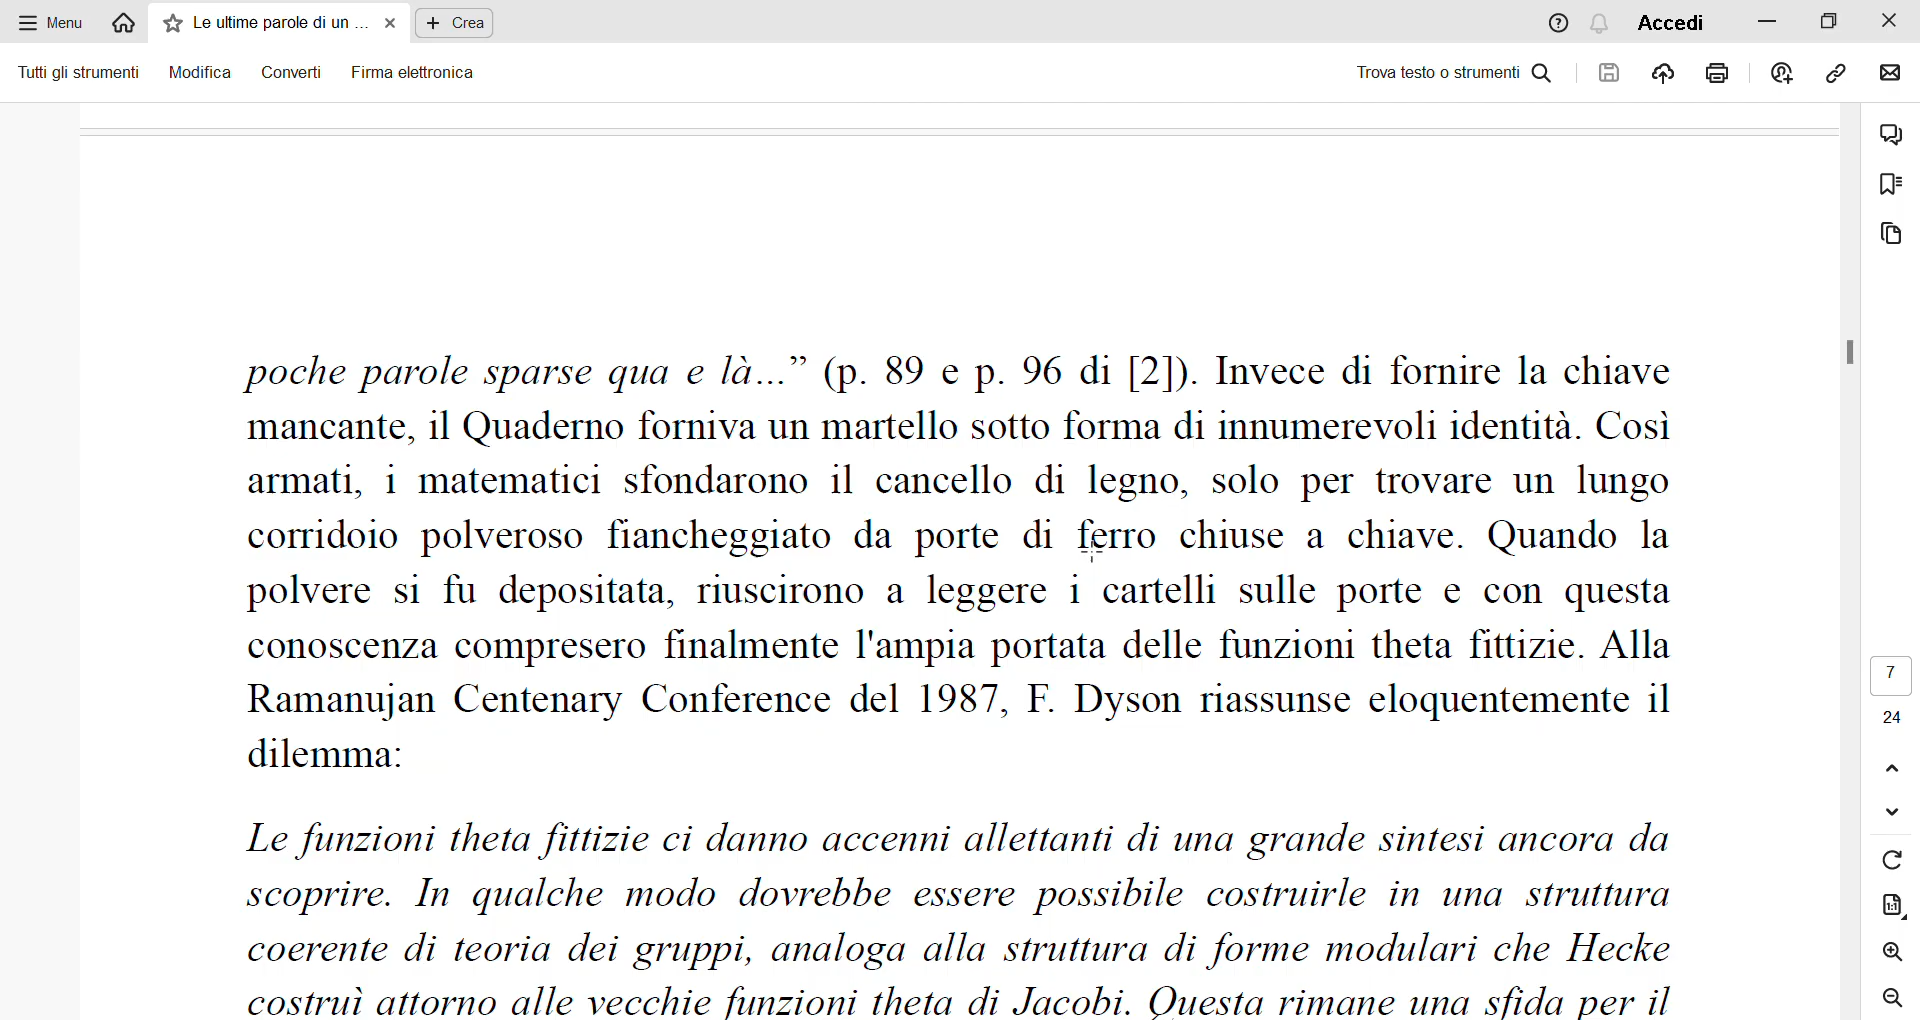 Menu
Le ultime parole di un ...
Crea
Accedi
Tutti gli strumenti Modifica Converti Firma elettronica
Trova testo o strumenti
poche parole sparse qua e là...” (p. 89 e p. 96 di [2]). Invece di fornire la chiave
mancante, il Quaderno forniva un martello sotto forma di innumerevoli identità. Così
armati, i matematici sfondarono il cancello di legno, solo per trovare un lungo
corridoio polveroso fiancheggiato da porte di ferro chiuse a chiave. Quando la
polvere si fu depositata, riuscirono a leggere i cartelli sulle porte e con questa
conoscenza compresero finalmente l'ampia portata delle funzioni theta fittizie. Alla
Ramanujan Centenary Conference del 1987, F. Dyson riassunse eloquentemente il
dilemma:
Le funzioni theta fittizie ci danno accenni allettanti di una grande sintesi ancora da
scoprire. In qualche modo dovrebbe essere possibile costruirle in una struttura
coerente di teoria dei gruppi, analoga alla struttura di forme modulari che Hecke
costruì attorno alle vecchie funzioni theta di Jacobi. Questa rimane una sfida per il
7
24